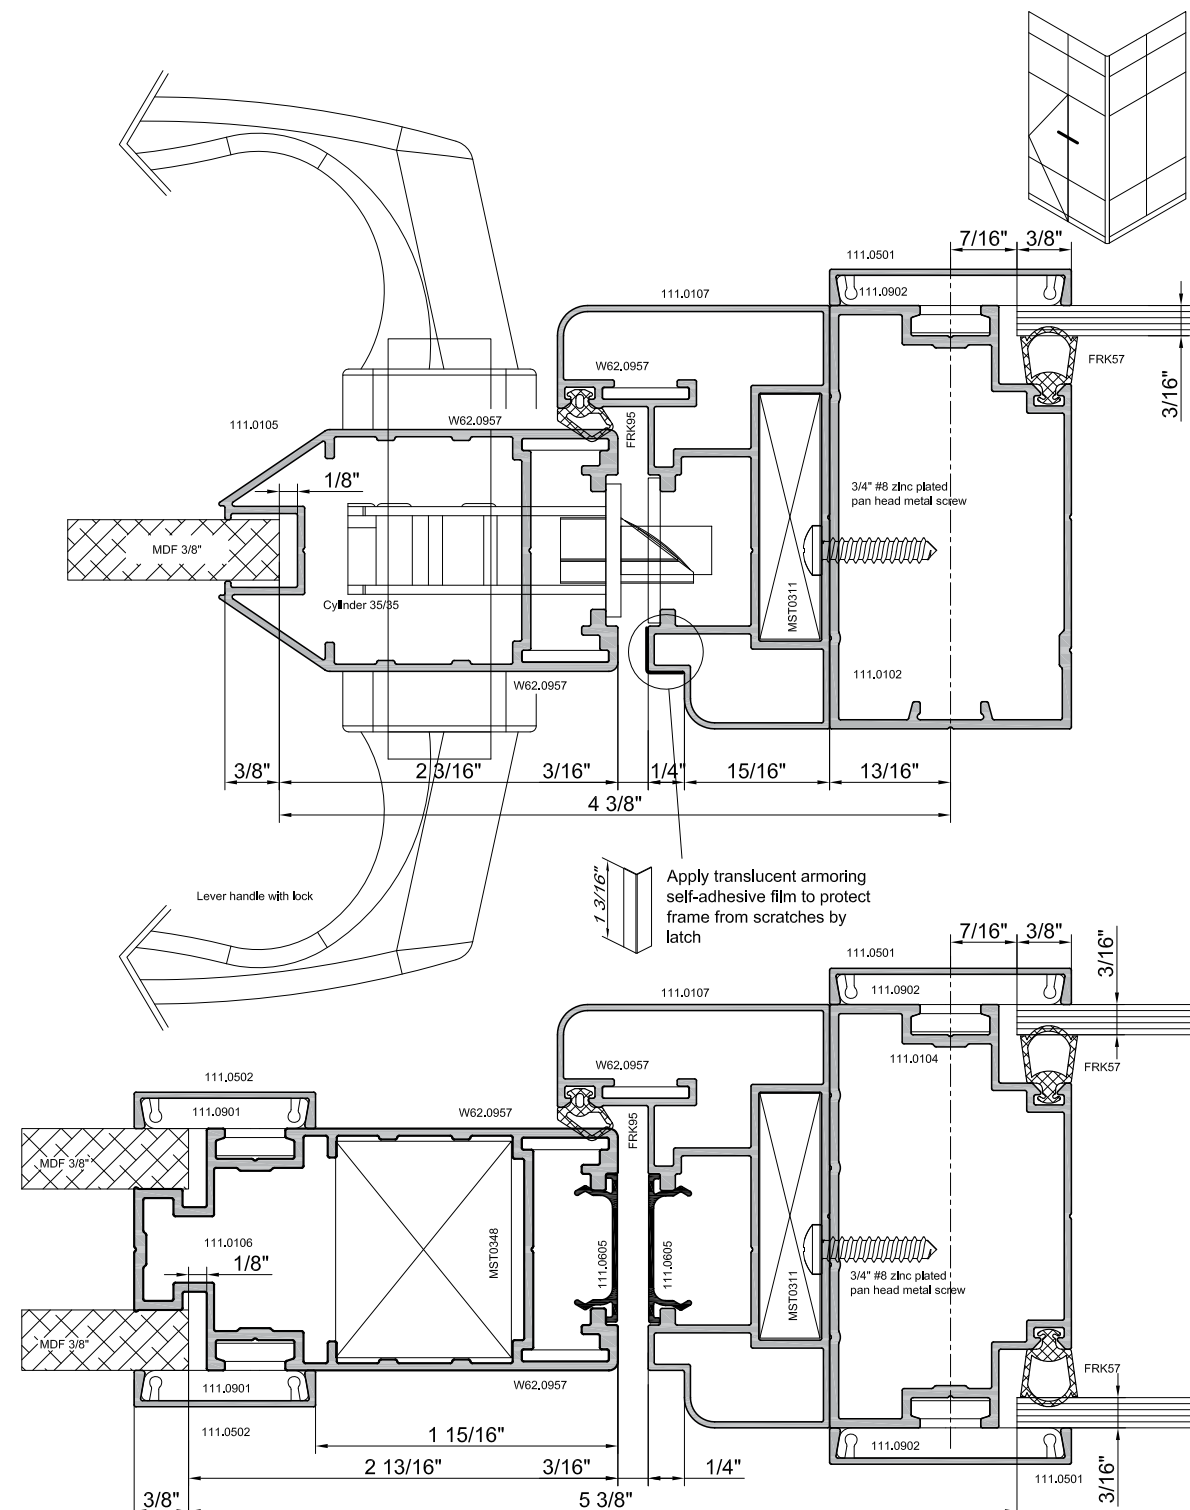 7/16" 3/8"
111.0501
111.0902
111.0107
3/16"
FRK57
W62.0957
W62.0957
111.0105
FRK95
1/8"
3/4" #8 zinc plated
pan head metal screw
MDF 3/8"
MST0311
Cylinder 35/35
111.0102
W62.0957
3/8" 2 3/16" 3/16" 1/4" 15/16" 13/16"
4 3/8"
Lever handle with lock
1 3/16"
Apply translucent armoring
self-adhesive film to protect
frame from scratches by
latch
7/16" 3/8"
3/16"
111.0501
111.0902
111.0107
111.0104
W62.0957
FRK57
111.0502
111.0901
W62.0957
FRK95
MDF 3/8"
111.0106
1/8"
MST0348
111.0605
111.0605
MST0311
3/4" #8 zinc plated
pan head metal screw
MDF 3/8"
FRK57
111.0901
W62.0957
111.0502
111.0902
1 15/16"
2 13/16" 3/16" 1/4"
111.0501
3/16"
3/8" 5 3/8"